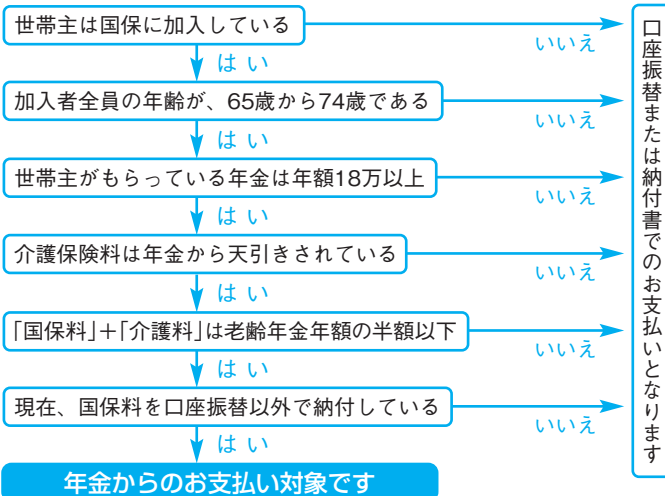 世帯主は国保に加入している
いいえ
はい
加入者全員の年齢が、65歳から74歳である
いいえ
はい
世帯主がもらっている年金は年額18万以上
いいえ
はい
介護保険料は年金から天引きされている
いいえ
はい
「国保料」+「介護料」は老齢年金年額の半額以下
いいえ
はい
現在、国保料を口座振替以外で納付している
いいえ
はい
年金からのお支払い対象です
口座振替または納付書でのお支払いとなります